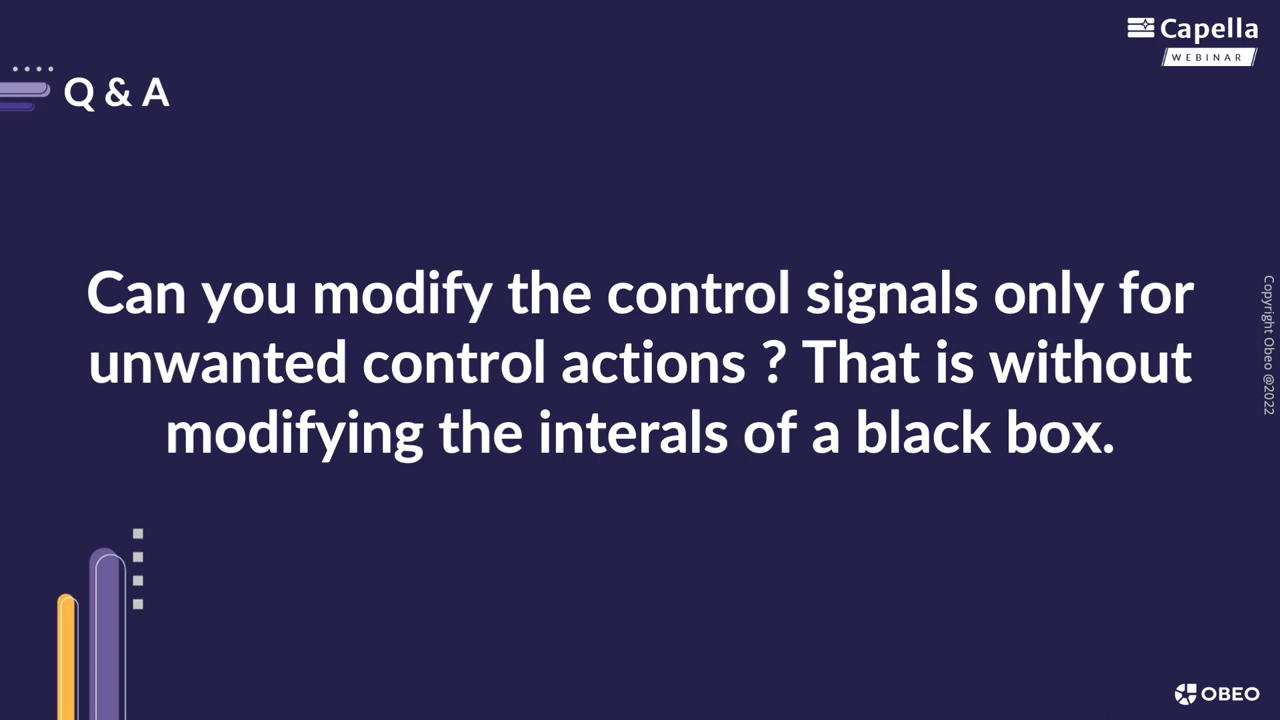 Capella
WEBINAR
Q & A
Can you modify the control signals only for
unwanted control actions ? That is without
modifying the interals of a black box.
Copyright Obeo @2022
OBEO